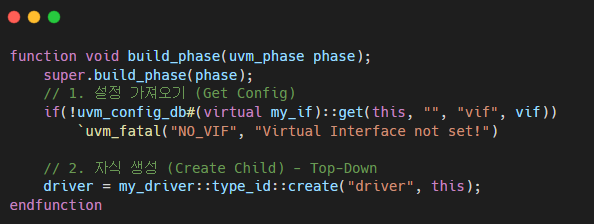 function void build_phase(uvm_phase phase);
    super.build_phase(phase);
    // 1. 설정 가져오기 (Get Config)
    if(!uvm_config_db#(virtual my_if)::get(this, "", "vif", vif))
        `uvm_fatal("NO_VIF", "Virtual Interface not set!")

    // 2. 자식 생성 (Create Child) - Top-Down
    driver = my_driver::type_id::create("driver", this);
endfunction